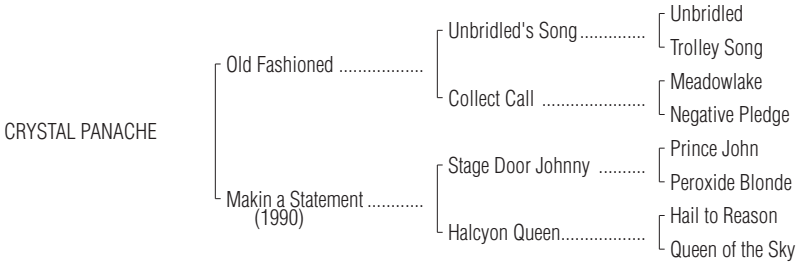 Unbridled
Unbridled's Song..............
Trolley Song
Old Fashioned ..................
Meadowlake
Collect Call ......................
Negative Pledge
CRYSTAL PANACHE
Prince John
Stage Door Johnny ..........
Peroxide Blonde
Makin a Statement ............
(1990)
Hail to Reason
Halcyon Queen..................
Queen of the Sky